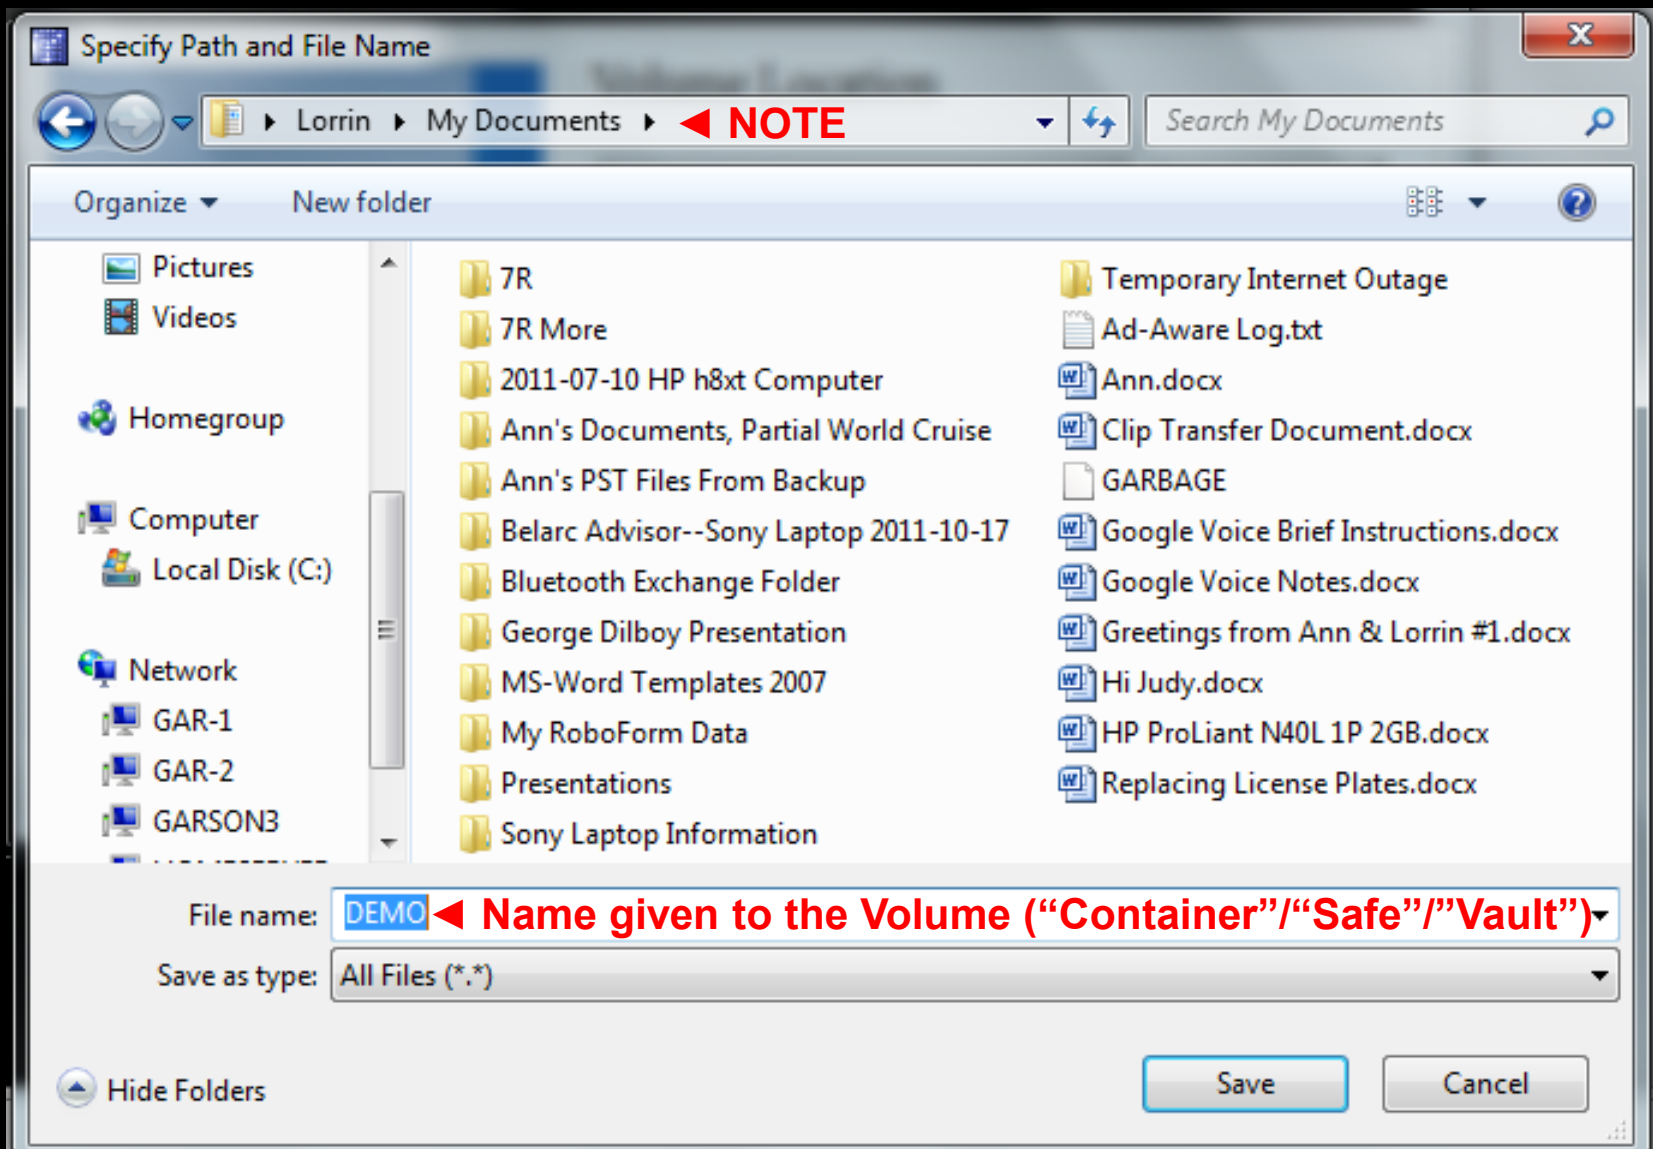 Specify Path and File Name
x
Volume Location
Lorrin My Documents ◄ NOTE
Search My Documents
Organize New folder
Pictures
Videos
Homegroup
Computer
Local Disk (C:)
Network
GAR-1
GAR-2
GARSON3
7R
7R More
2011-07-10 HP h8xt Computer
Ann's Documents, Partial World Cruise
Ann's PST Files From Backup
Belarc Advisor--Sony Laptop 2011-10-17
Bluetooth Exchange Folder
George Dilboy Presentation
MS-Word Templates 2007
My RoboForm Data
Presentations
Sony Laptop Information
Temporary Internet Outage
Ad-Aware Log.txt
Ann.docx
Clip Transfer Document.docx
GARBAGE
Google Voice Brief Instructions.docx
Google Voice Notes.docx
Greetings from Ann & Lorrin #1.docx
Hi Judy.docx
HP ProLiant N40L 1P 2GB.docx
Replacing License Plates.docx
File name: DEMO ◄ Name given to the Volume (“Container”/“Safe”/”Vault”)
Save as type: All Files (*.*)
Hide Folders
Save Cancel